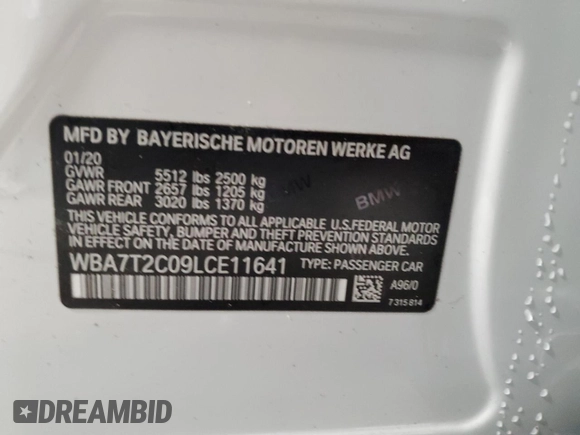 MFD BY BAYERISCHE MOTOREN WERKE AG
01/20
GVWR 5512 lbs 2500 kg
GAWR FRONT 2657 lbs 1205 kg
GAWR REAR 3020 lbs 1370 kg
BMW
THIS VEHICLE CONFORMS TO ALL APPLICABLE U.S.FEDERAL MOTOR
VEHICLE SAFETY, BUMPER, AND THEFT PREVENTION STANDARDS
IN EFFECT ON THE DATE OF MANUFACTURE SHOWN ABOVE.
WBA7T2C09LCE11641 TYPE: PASSENGER CAR
A96/0
7 315 814
DREAMBID